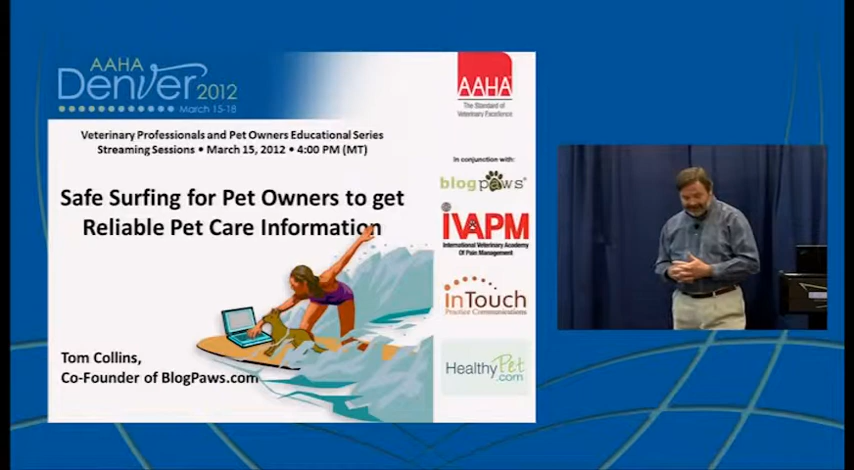 AAHA
Denver 2012
March 15-18
Veterinary Professionals and Pet Owners Educational Series
Streaming Sessions • March 15, 2012 • 4:00 PM (MT)
Safe Surfing for Pet Owners to get
Reliable Pet Care Information
Tom Collins,
Co-Founder of BlogPaws.com
AAHA
The Standard of
Veterinary Excellence
In conjunction with:
blogpaws
IVAPM
International Veterinary Academy
Of Pain Management
inTouch
Practice Communications
HealthyPet
.com